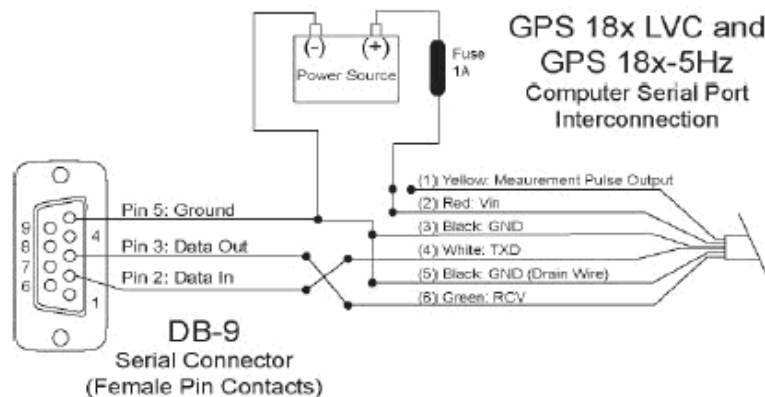 GPS 18x LVC and
GPS 18x-5Hz
Computer Serial Port
Interconnection
(-) (+)
Power Source
Fuse
1A
(1) Yellow: Meaurement Pulse Output
(2) Red: Vin
(3) Black: GND
(4) White: TXD
(5) Black: GND (Drain Wire)
(6) Green: RCV
Pin 5: Ground
Pin 3: Data Out
Pin 2: Data In
9
8
7
6
4
1
DB-9
Serial Connector
(Female Pin Contacts)